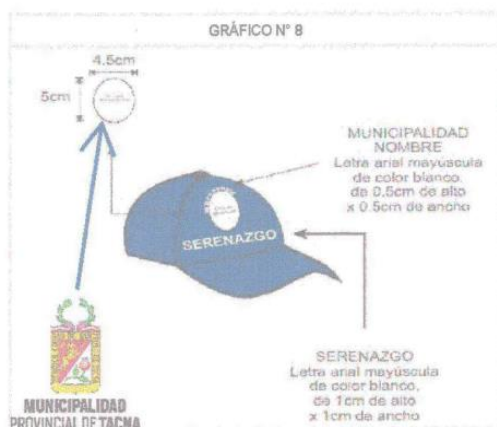 GRÁFICO N° 8
4.5cm
5cm
MUNICIPALIDAD
NOMBRE
Letra arial mayúscula
de color blanco,
de 0.5cm de alto
x 0.5cm de ancho
SERENAZGO
SERENAZGO
Letra arial mayúscula
de color blanco,
de 1cm de alto
x 1cm de ancho
MUNICIPALIDAD
PROVINCIAL DE TACNA